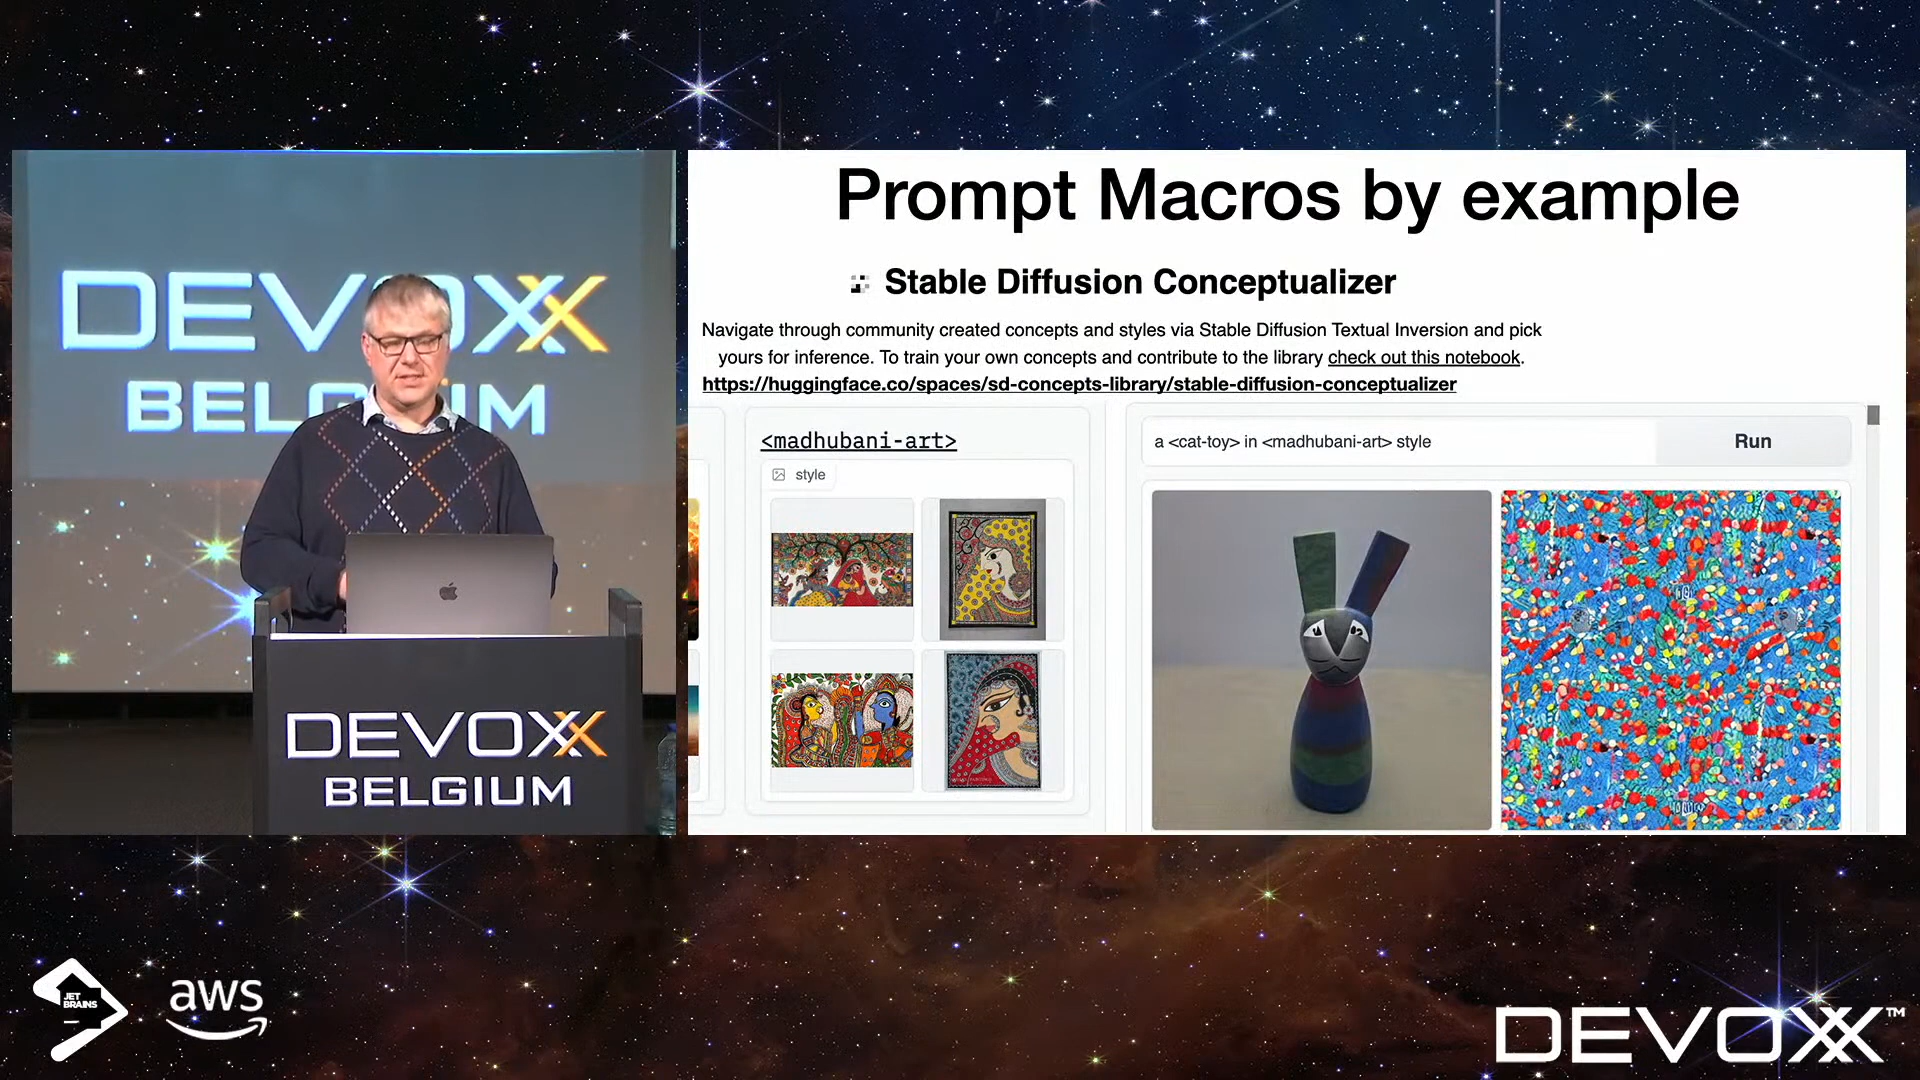 DEVOXX
BELGIUM
DEVOXX
BELGIUM
Prompt Macros by example
Stable Diffusion Conceptualizer
Navigate through community created concepts and styles via Stable Diffusion Textual Inversion and pick
yours for inference. To train your own concepts and contribute to the library check out this notebook.
https://huggingface.co/spaces/sd-concepts-library/stable-diffusion-conceptualizer
<madhubani-art>
style
a <cat-toy> in <madhubani-art> style
Run
JET
BRAINS
aws
DEVOXX™